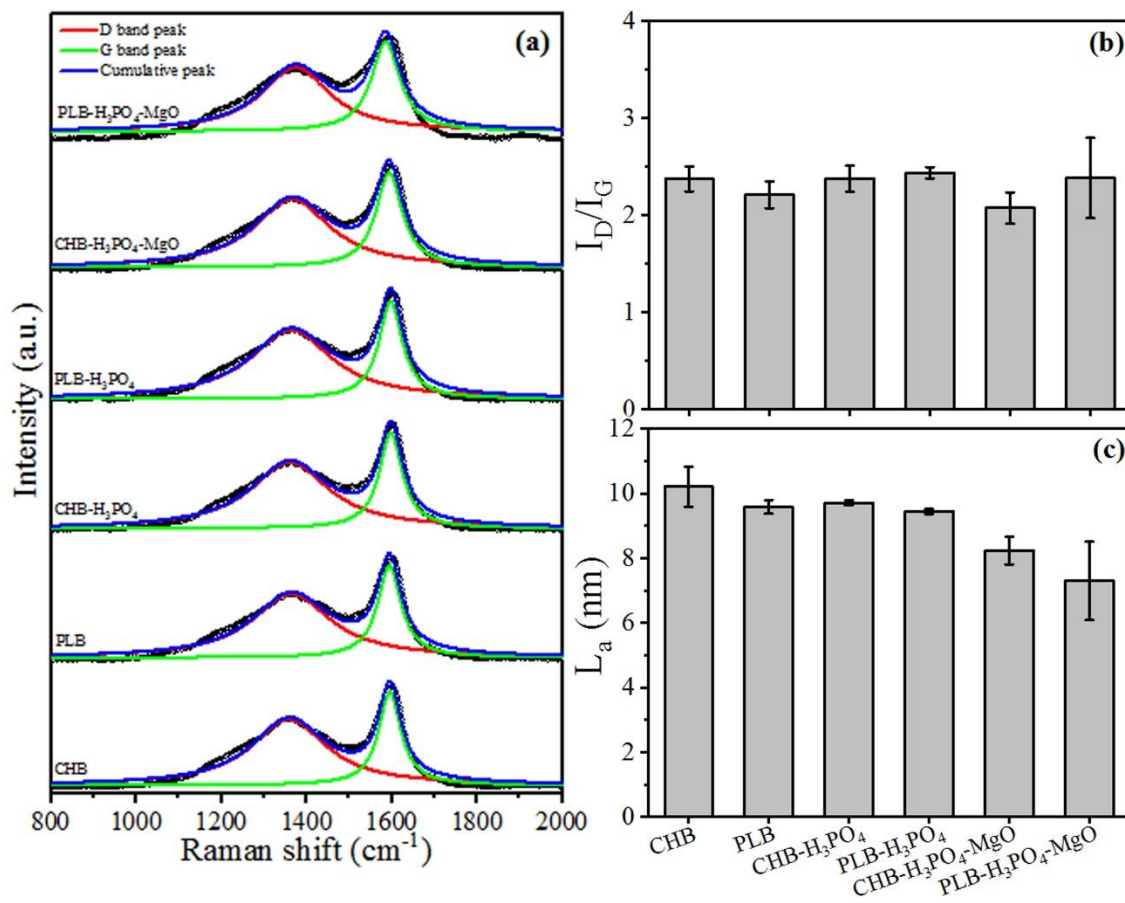 D band peak
G band peak
Cumulative peak
(a)
PLB-H₃PO₄-MgO
CHB-H₃PO₄-MgO
PLB-H₃PO₄
CHB-H₃PO₄
PLB
CHB
Intensity (a.u.)
800 1000 1200 1400 1600 1800 2000
Raman shift (cm⁻¹)
(b)
4
3
2
1
0
I_D/I_G
(c)
12
10
8
6
4
2
0
Lₐ (nm)
CHB
PLB
CHB-H₃PO₄
PLB-H₃PO₄
CHB-H₃PO₄-MgO
PLB-H₃PO₄-MgO